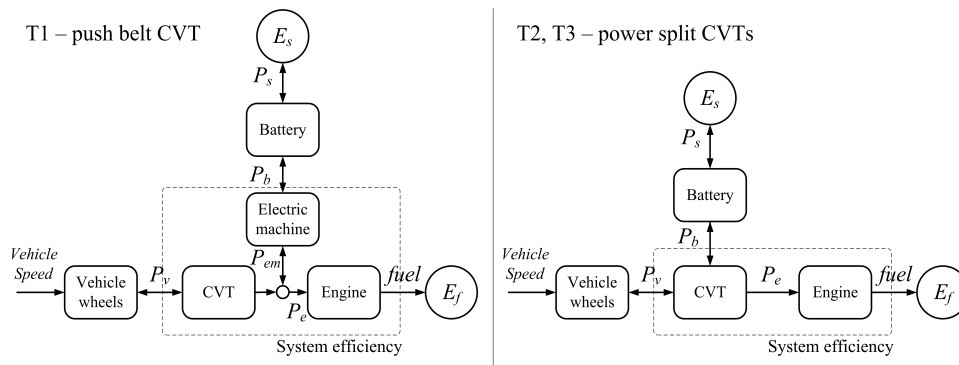 T1 – push belt CVT
E_s
P_s
Battery
P_b
Electric
machine
P_em
Vehicle
Speed
Vehicle
wheels
P_v
CVT
P_e
Engine
fuel
E_f
System efficiency
T2, T3 – power split CVTs
E_s
P_s
Battery
P_b
Vehicle
Speed
Vehicle
wheels
P_v
CVT
P_e
Engine
fuel
E_f
System efficiency